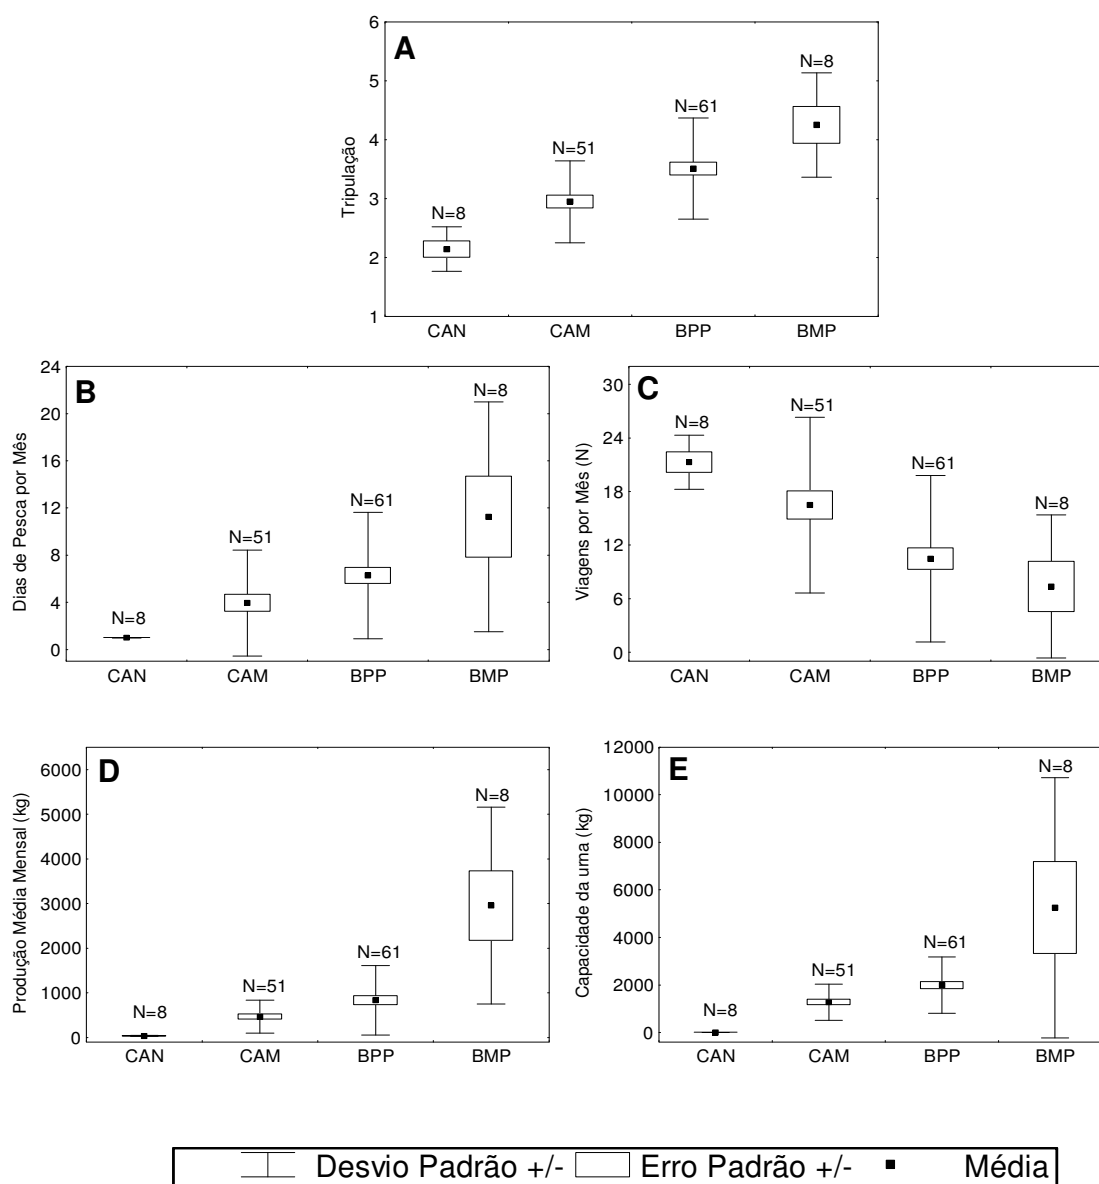 A
Tripulação
6
5
4
3
2
1
N=8
N=51
N=61
N=8
CAN CAM BPP BMP
B
Dias de Pesca por Mês
24
20
16
12
8
4
0
N=8
N=51
N=61
N=8
CAN CAM BPP BMP
C
Viagens por Mês (N)
30
24
18
12
6
0
N=8
N=51
N=61
N=8
CAN CAM BPP BMP
D
Produção Média Mensal (kg)
6000
5000
4000
3000
2000
1000
0
N=8
N=51
N=61
N=8
CAN CAM BPP BMP
E
Capacidade da urna (kg)
12000
10000
8000
6000
4000
2000
0
N=8
N=51
N=61
N=8
CAN CAM BPP BMP
Desvio Padrão +/- Erro Padrão +/- Média